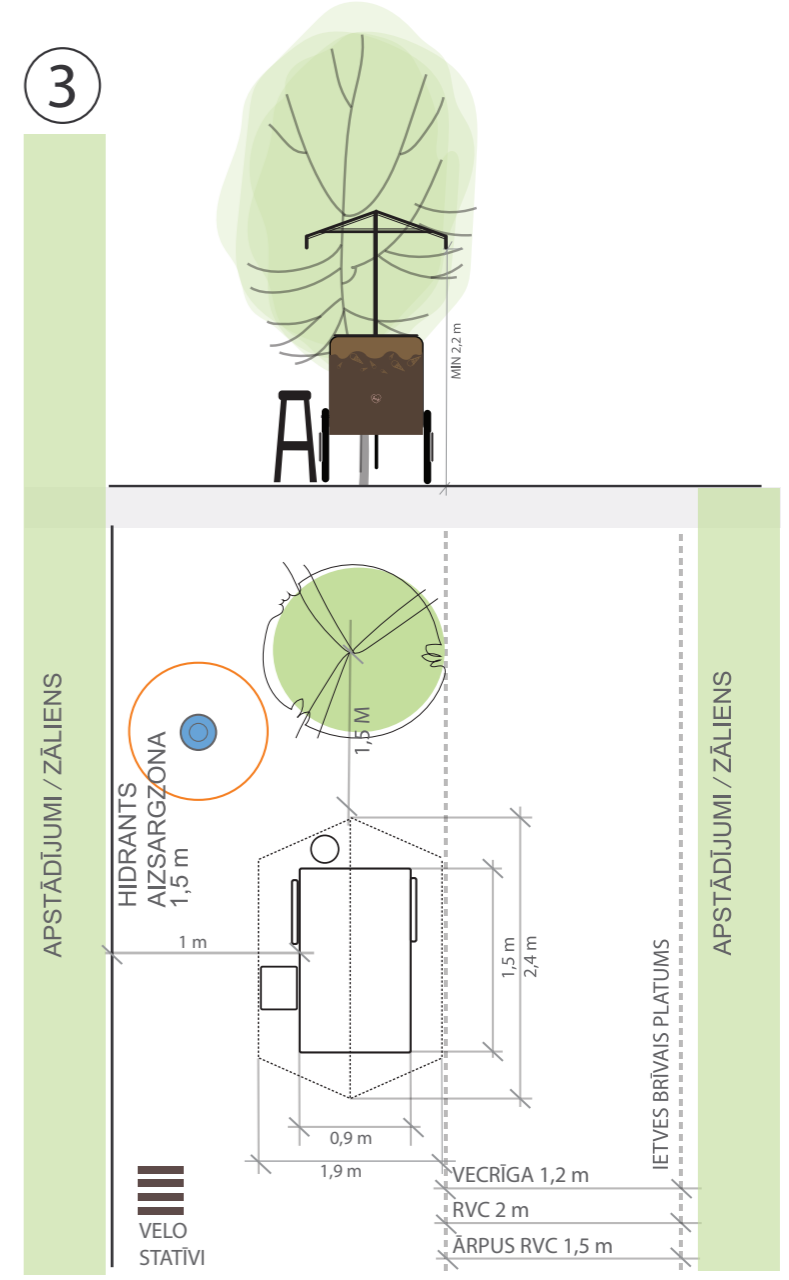 3
MIN 2,2 m
APSTĀDĪJUMI / ZĀLIENS
HIDRANTS
AIZSARGZONA
1,5 m
1,5 M
APSTĀDĪJUMI / ZĀLIENS
1 m
1,5 m
2,4 m
IETVES BRĪVAIS PLATUMS
0,9 m
1,9 m
VECRĪGA 1,2 m
RVC 2 m
ĀRPUS RVC 1,5 m
VELO
STATĪVI